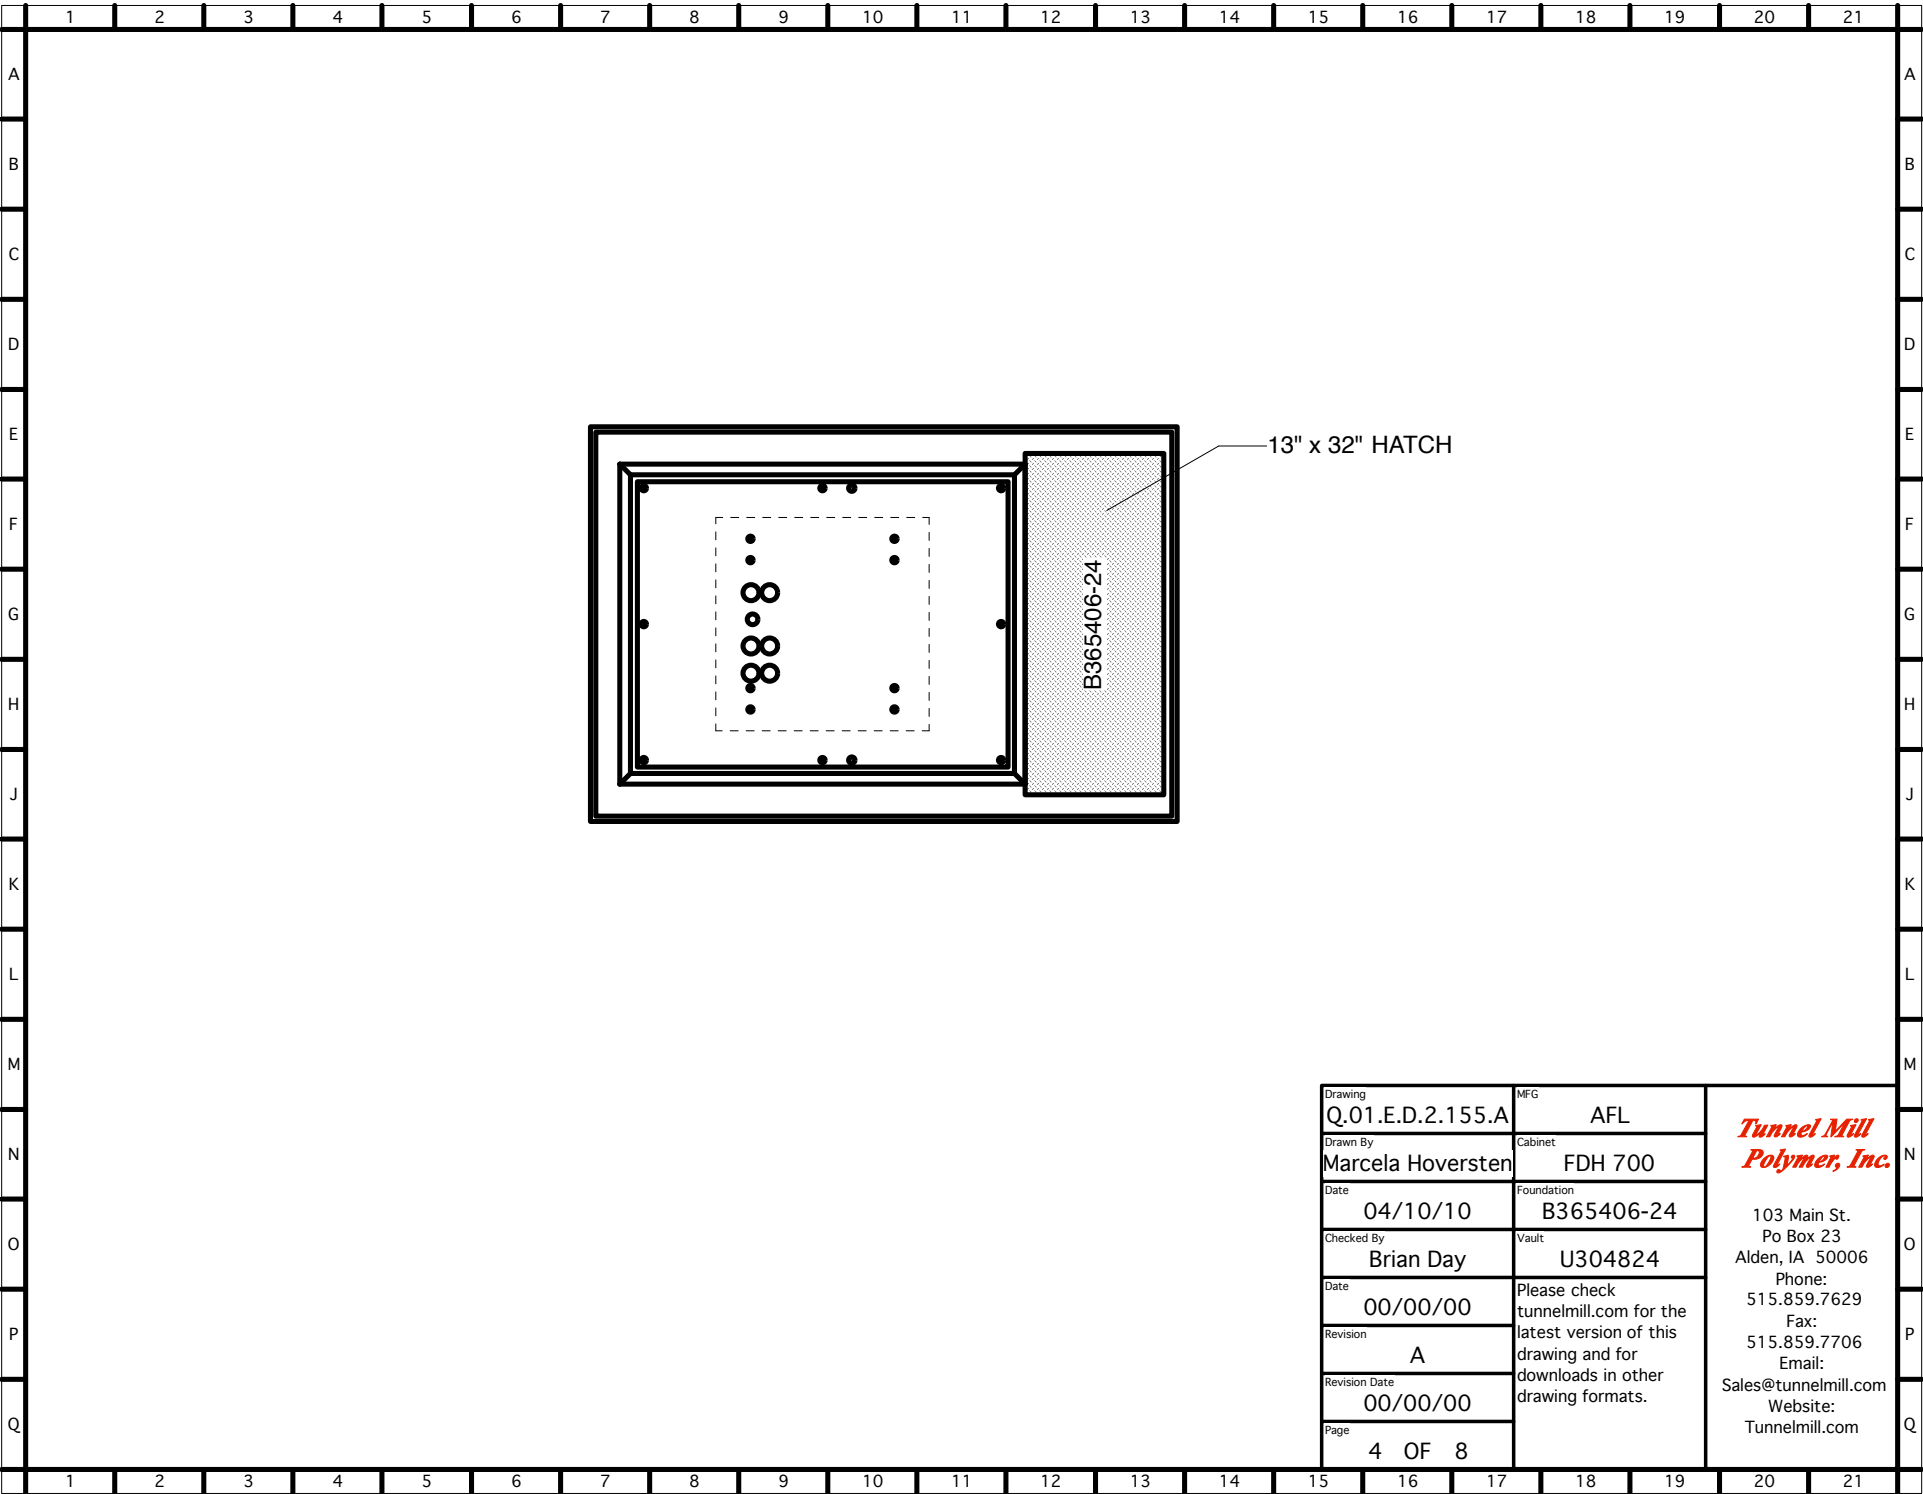 1 2 3 4 5 6 7 8 9 10 11 12 13 14 15 16 17 18 19 20 21
A A
B B
C C
D D
E E
F F
G G
H H
J J
K K
L L
M M
N N
O O
P P
Q Q
13" x 32" HATCH
B365406-24
Drawing
Q.01.E.D.2.155.A
MFG
AFL
Drawn By
Marcela Hoversten
Cabinet
FDH 700
Date
04/10/10
Foundation
B365406-24
Checked By
Brian Day
Vault
U304824
Date
00/00/00
Revision
A
Revision Date
00/00/00
Page
4 OF 8
Please check
tunnelmill.com for the
latest version of this
drawing and for
downloads in other
drawing formats.
Tunnel Mill
Polymer, Inc.
103 Main St.
Po Box 23
Alden, IA 50006
Phone:
515.859.7629
Fax:
515.859.7706
Email:
Sales@tunnelmill.com
Website:
Tunnelmill.com
1 2 3 4 5 6 7 8 9 10 11 12 13 14 15 16 17 18 19 20 21